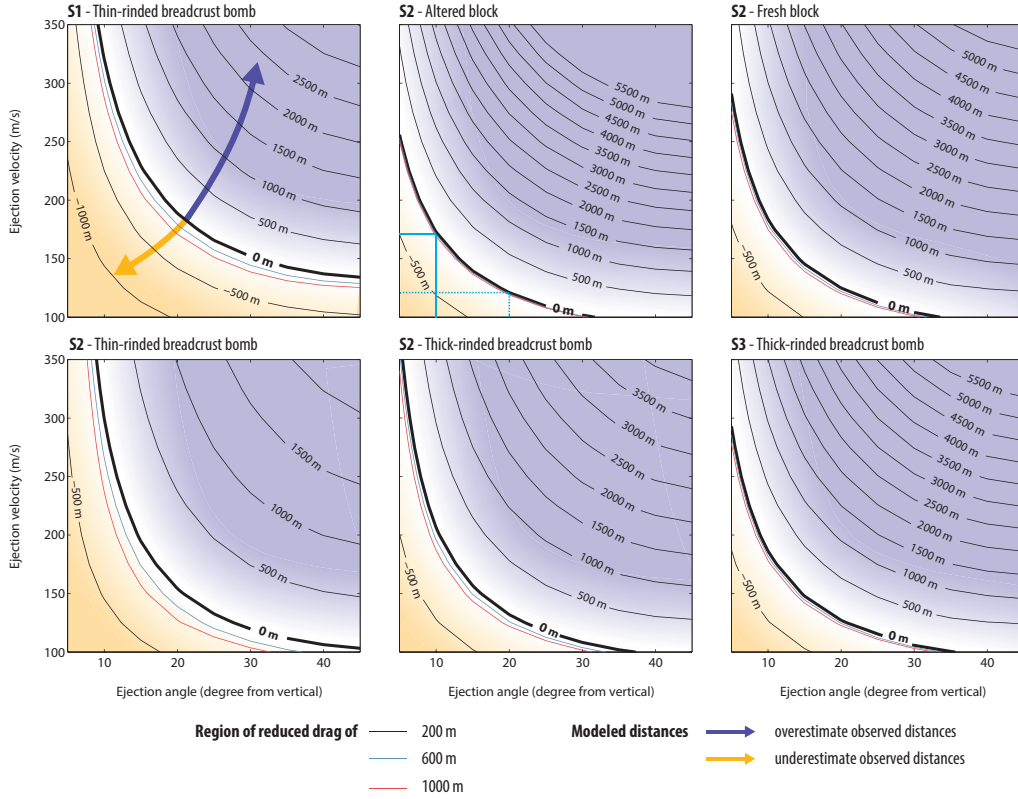 S1 - Thin-rinded breadcrust bomb
S2 - Altered block
S2 - Fresh block
Ejection velocity (m/s)
350
300
250
200
150
100
2500 m
2000 m
1500 m
1000 m
500 m
0 m
−500 m
−1000 m
5500 m
5000 m
4500 m
4000 m
3500 m
3000 m
2500 m
2000 m
1500 m
1000 m
500 m
0 m
−500 m
5000 m
4500 m
4000 m
3500 m
3000 m
2500 m
2000 m
1500 m
1000 m
500 m
0 m
−500 m
S2 - Thin-rinded breadcrust bomb
S2 - Thick-rinded breadcrust bomb
S3 - Thick-rinded breadcrust bomb
Ejection velocity (m/s)
350
300
250
200
150
100
1500 m
1000 m
500 m
0 m
−500 m
3500 m
3000 m
2500 m
2000 m
1500 m
1000 m
500 m
0 m
−500 m
5500 m
5000 m
4500 m
4000 m
3500 m
3000 m
2500 m
2000 m
1500 m
1000 m
500 m
0 m
−500 m
10 20 30 40
10 20 30 40
10 20 30 40
Ejection angle (degree from vertical)
Ejection angle (degree from vertical)
Ejection angle (degree from vertical)
Region of reduced drag of
200 m
600 m
1000 m
Modeled distances
overestimate observed distances
underestimate observed distances